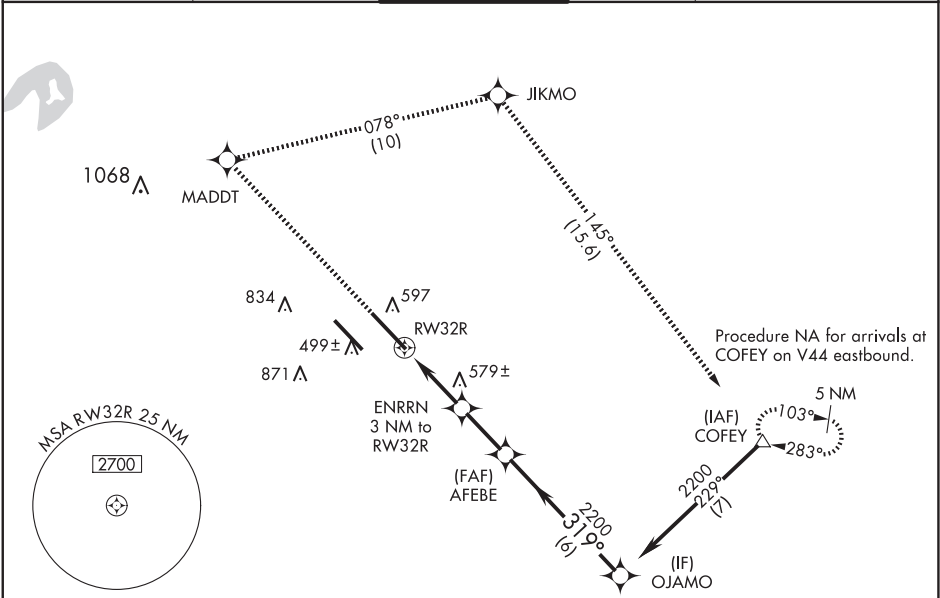 JIKMO
078°
(10)
1068
MADDT
145°
(15.6)
834
597
RW32R
499±
871
579±
Procedure NA for arrivals at
COFEY on V44 eastbound.
5 NM
(IAF)
COFEY
103°
283°
ENRRN
3 NM to
RW32R
MSA RW32R 25 NM
2700
(FAF)
AFEBE
2200
229°
(7)
2200
319°
(6)
(IF)
OJAMO